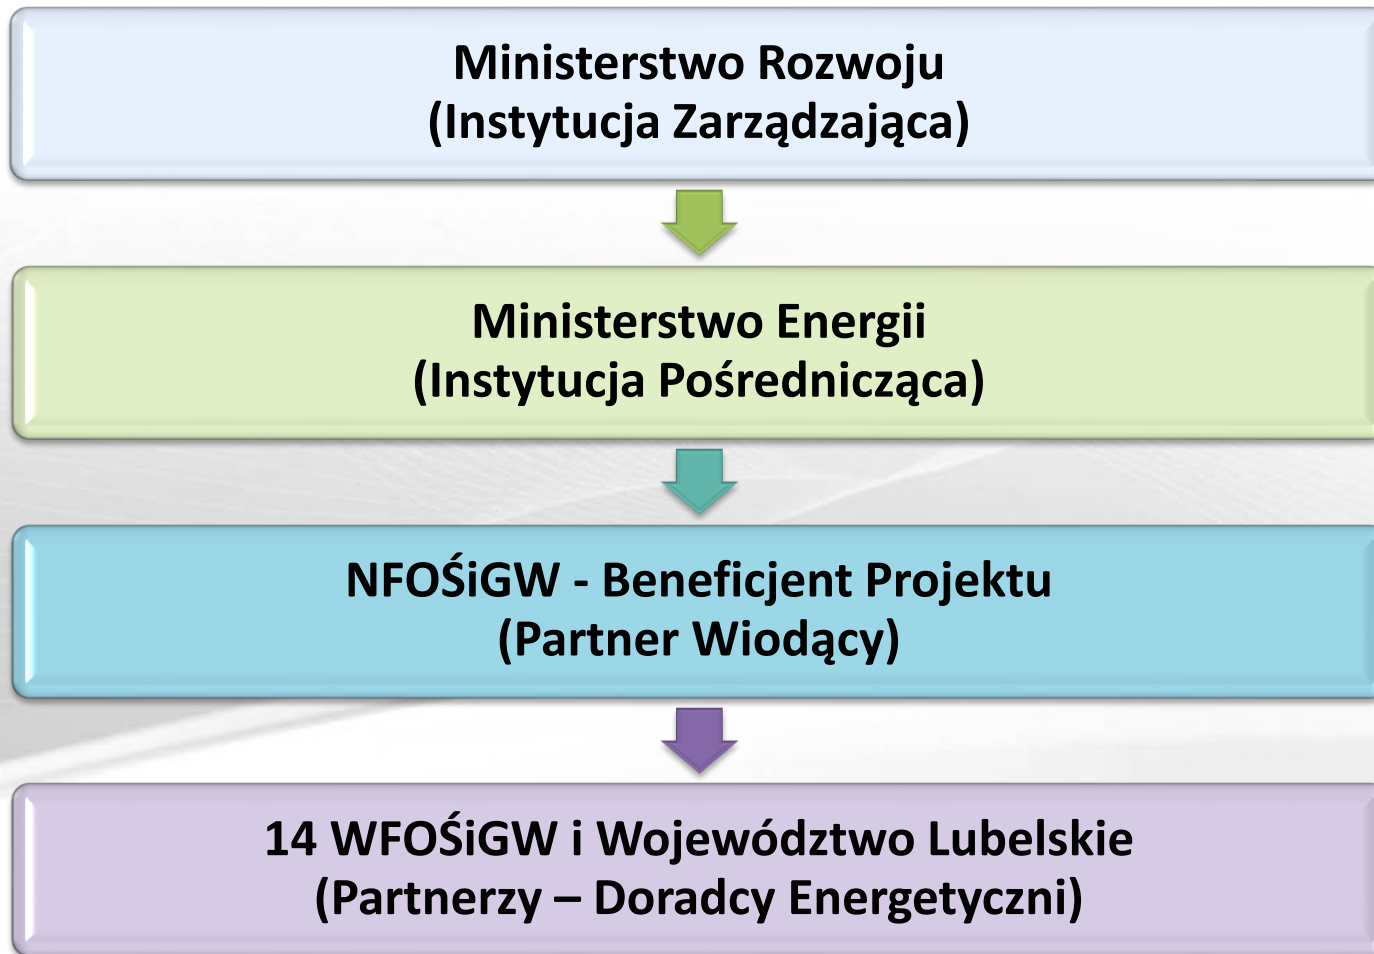 Ministerstwo Rozwoju
(Instytucja Zarządzająca)
Ministerstwo Energii
(Instytucja Pośrednicząca)
NFOŚiGW - Beneficjent Projektu
(Partner Wiodący)
14 WFOŚiGW i Województwo Lubelskie
(Partnerzy – Doradcy Energetyczni)